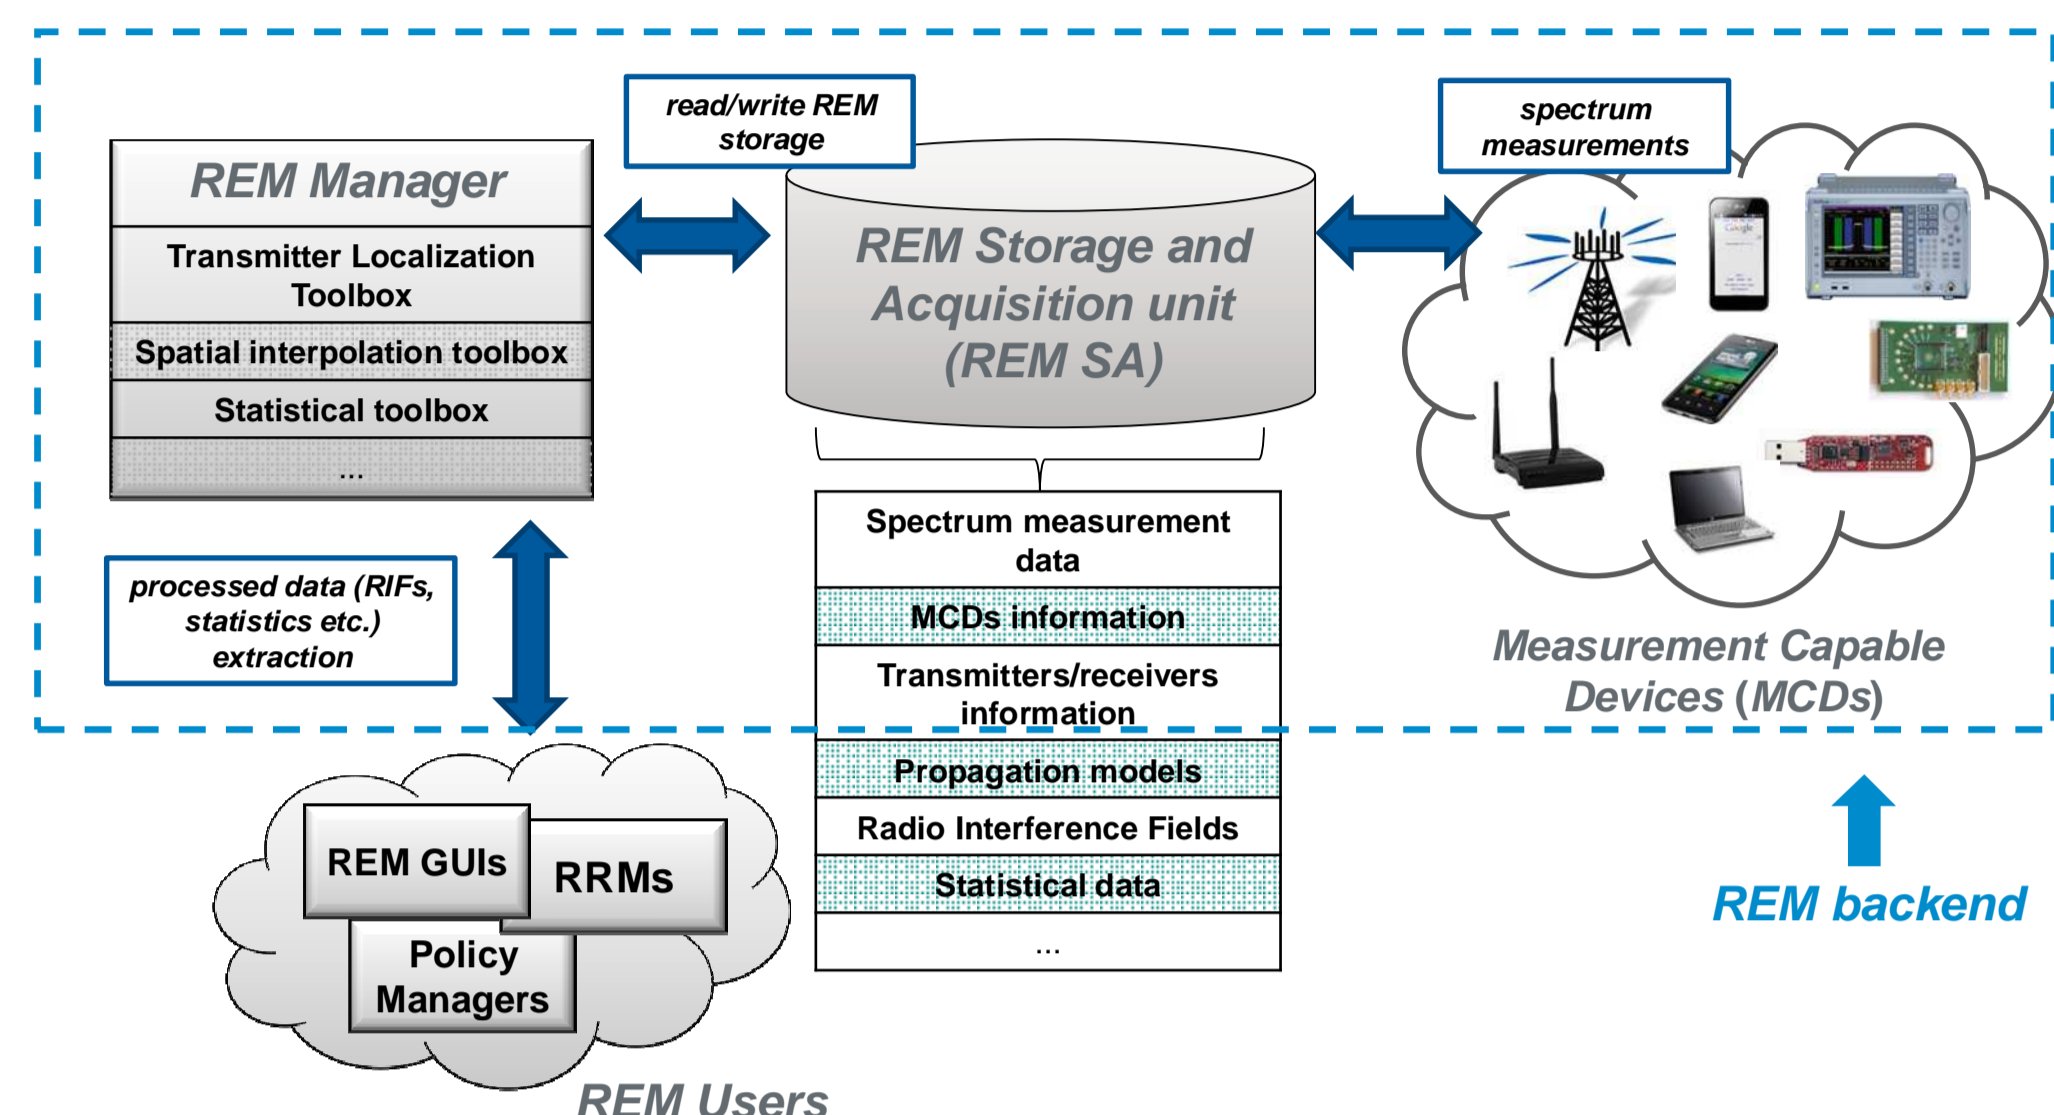 read/write REM
storage
spectrum
measurements
REM Manager
Transmitter Localization
Toolbox
Spatial interpolation toolbox
Statistical toolbox
...
REM Storage and
Acquisition unit
(REM SA)
Google
processed data (RIFs,
statistics etc.)
extraction
Spectrum measurement
data
MCDs information
Transmitters/receivers
information
Propagation models
Radio Interference Fields
Statistical data
...
Measurement Capable
Devices (MCDs)
REM GUIs
RRMs
Policy
Managers
REM Users
REM backend